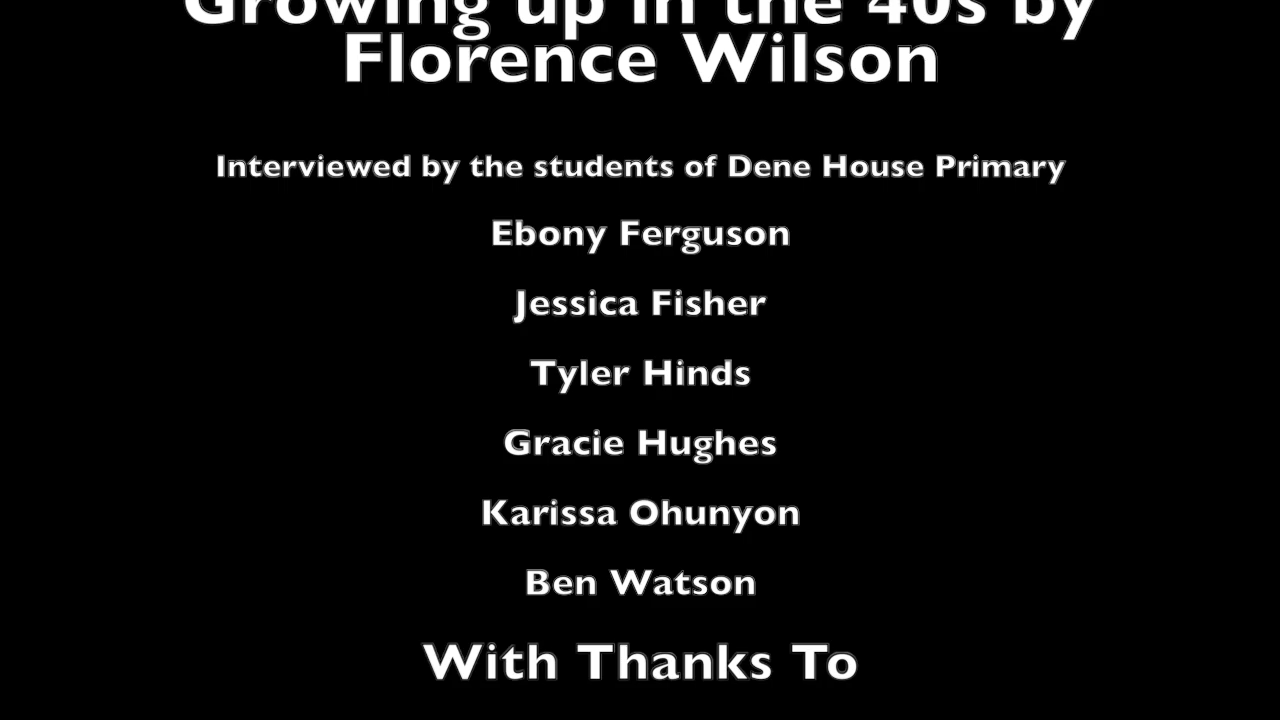 Growing up in the 40s by
Florence Wilson
Interviewed by the students of Dene House Primary
Ebony Ferguson
Jessica Fisher
Tyler Hinds
Gracie Hughes
Karissa Ohunyon
Ben Watson
With Thanks To